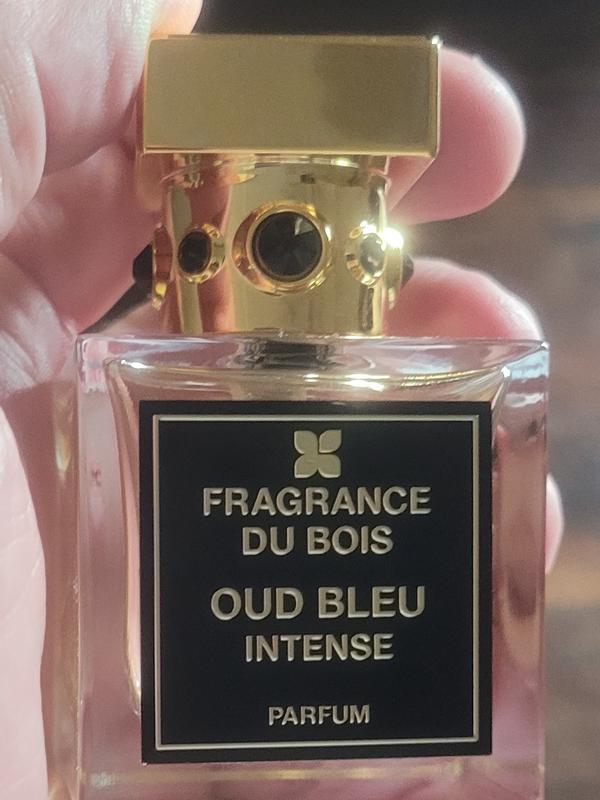 FRAGRANCE
DU BOIS
OUD BLEU
INTENSE
PARFUM